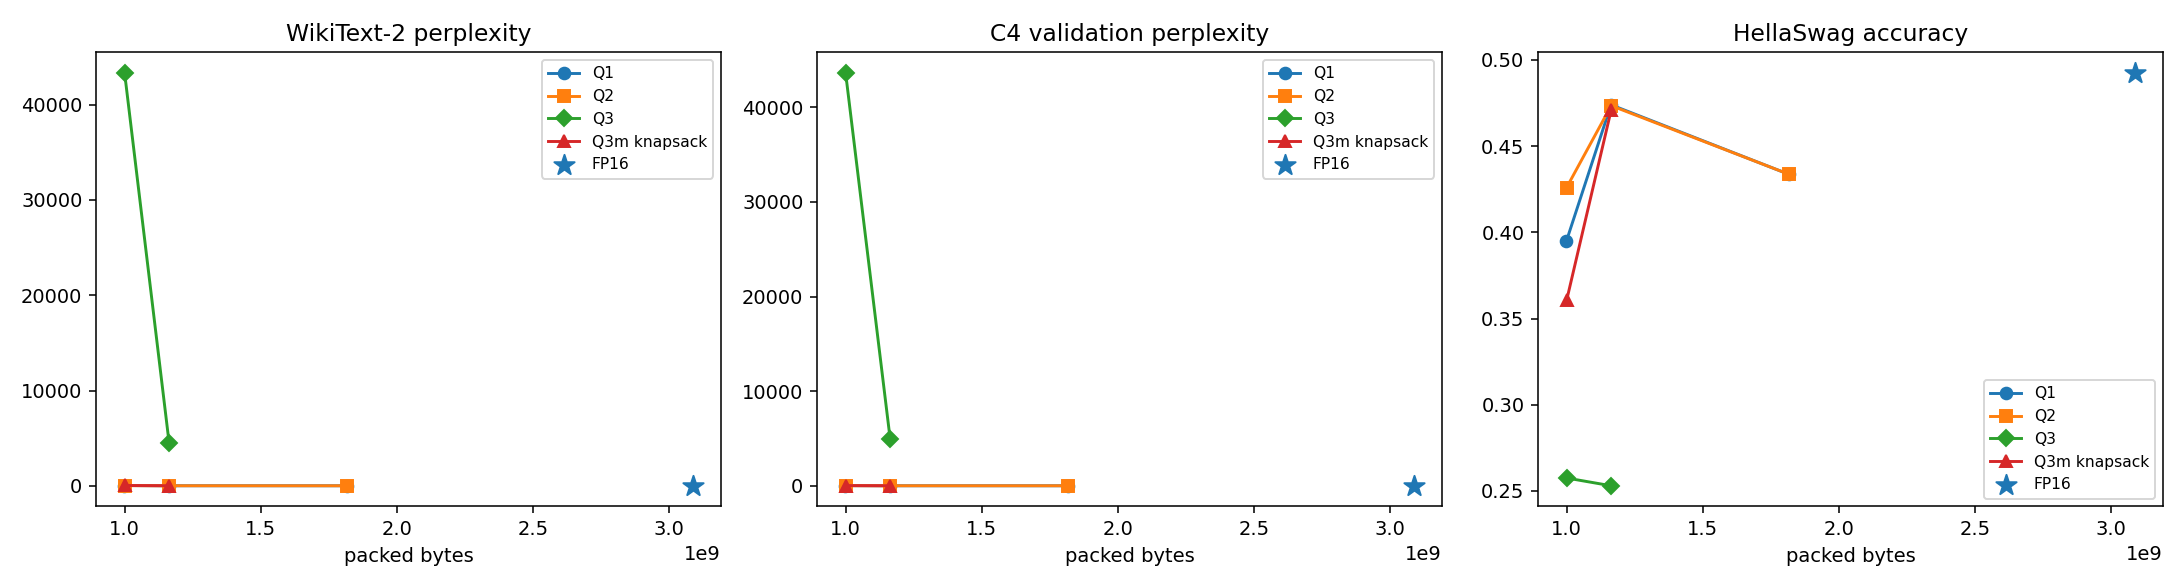 WikiText-2 perplexity
40000
30000
20000
10000
0
1.0
1.5
2.0
2.5
3.0
1e9
packed bytes
Q1
Q2
Q3
Q3m knapsack
FP16
C4 validation perplexity
40000
30000
20000
10000
0
1.0
1.5
2.0
2.5
3.0
1e9
packed bytes
Q1
Q2
Q3
Q3m knapsack
FP16
HellaSwag accuracy
0.50
0.45
0.40
0.35
0.30
0.25
1.0
1.5
2.0
2.5
3.0
1e9
packed bytes
Q1
Q2
Q3
Q3m knapsack
FP16